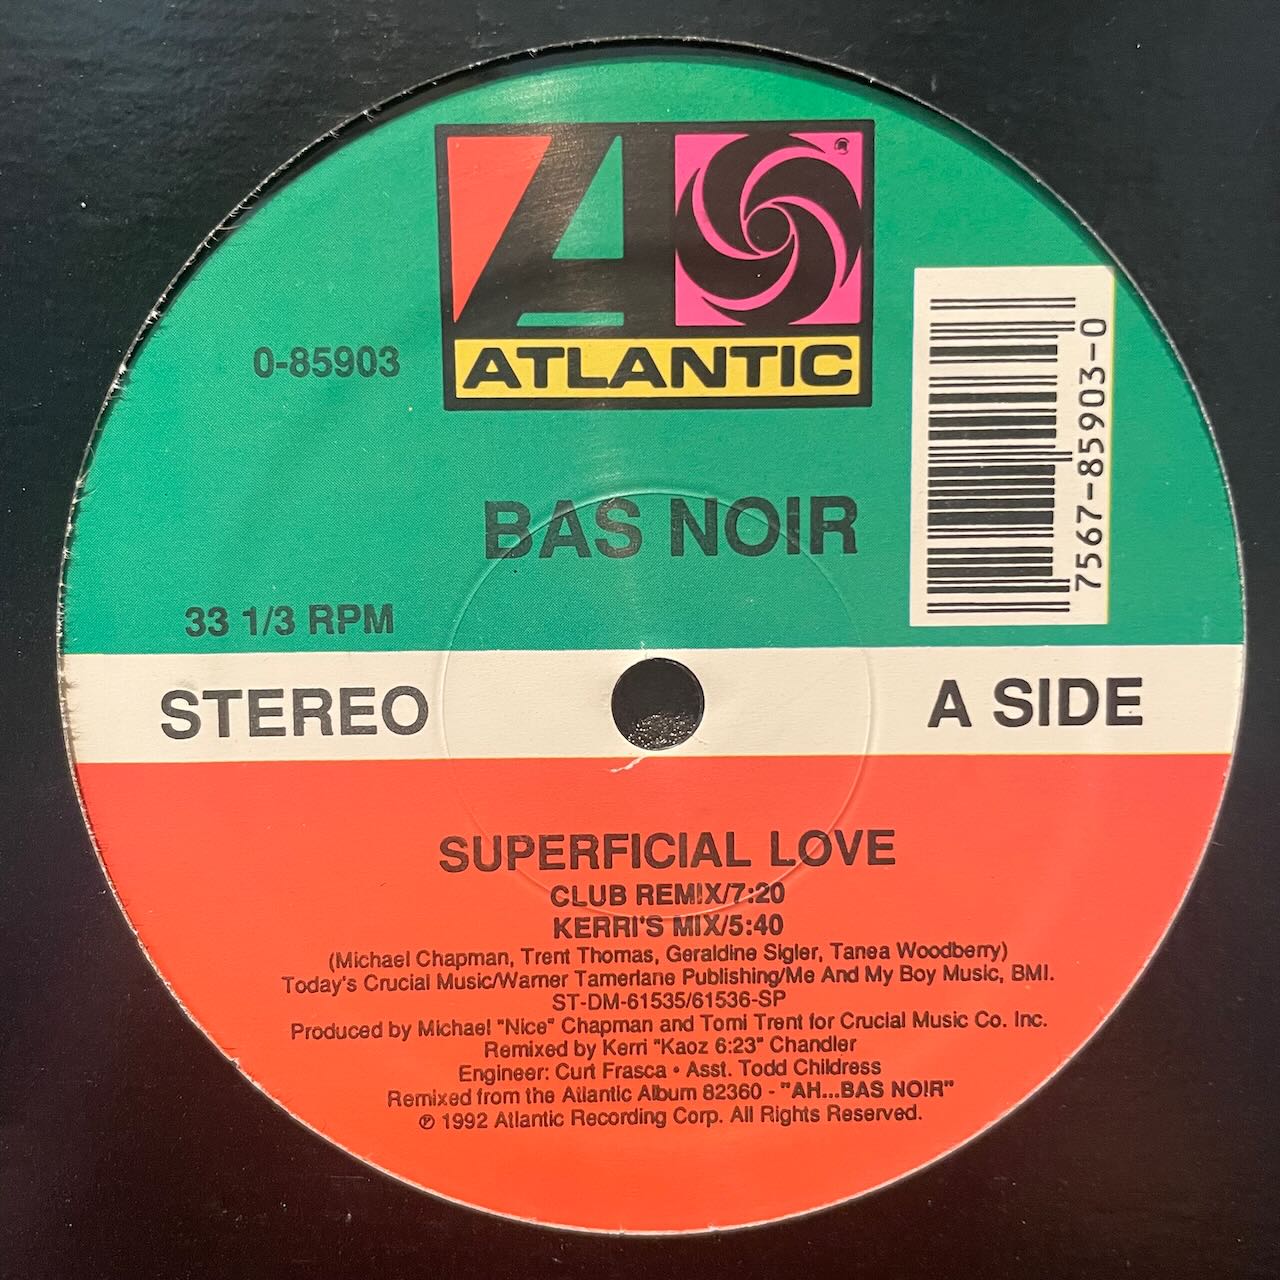 ATLANTIC
0-85903
7567-85903-0
BAS NOIR
33 1/3 RPM
STEREO
A SIDE
SUPERFICIAL LOVE
CLUB REMIX/7:20
KERRI'S MIX/5:40
(Michael Chapman, Trent Thomas, Geraldine Sigler, Tanea Woodberry)
Today's Crucial Music/Warner Tamerlane Publishing/Me And My Boy Music, BMI.
ST-DM-61535/61536-SP
Produced by Michael "Nice" Chapman and Tomi Trent for Crucial Music Co. Inc.
Remixed by Kerri "Kaoz 6:23" Chandler
Engineer: Curt Frasca • Asst. Todd Childress
Remixed from the Atlantic Album 82360 - "AH...BAS NOIR"
℗ 1992 Atlantic Recording Corp. All Rights Reserved.